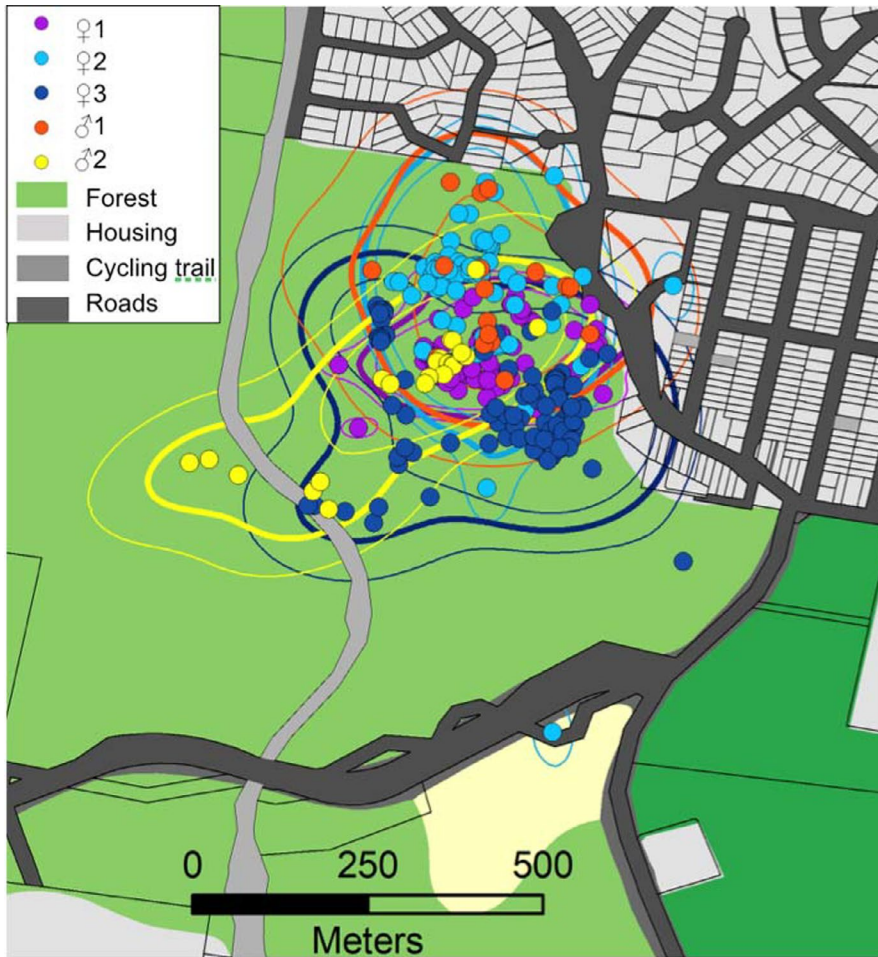 ♀1
♀2
♀3
♂1
♂2
Forest
Housing
Cycling trail
Roads
0 250 500
Meters